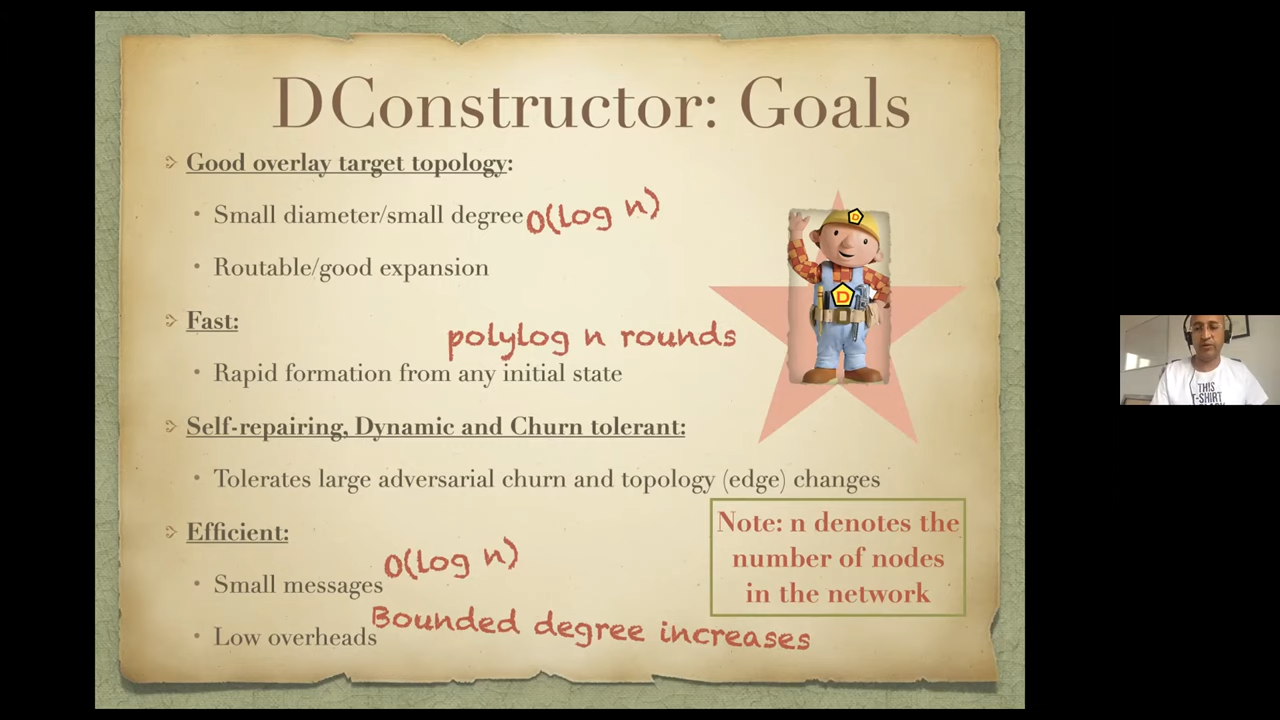 DConstructor: Goals
Good overlay target topology:
• Small diameter/small degree O(log n)
• Routable/good expansion
Fast:
polylog n rounds
• Rapid formation from any initial state
Self-repairing, Dynamic and Churn tolerant:
• Tolerates large adversarial churn and topology (edge) changes
Efficient:
• Small messages O(log n)
• Low overheads Bounded degree increases
Note: n denotes the
number of nodes
in the network
D
D
THIS
T-SHIRT